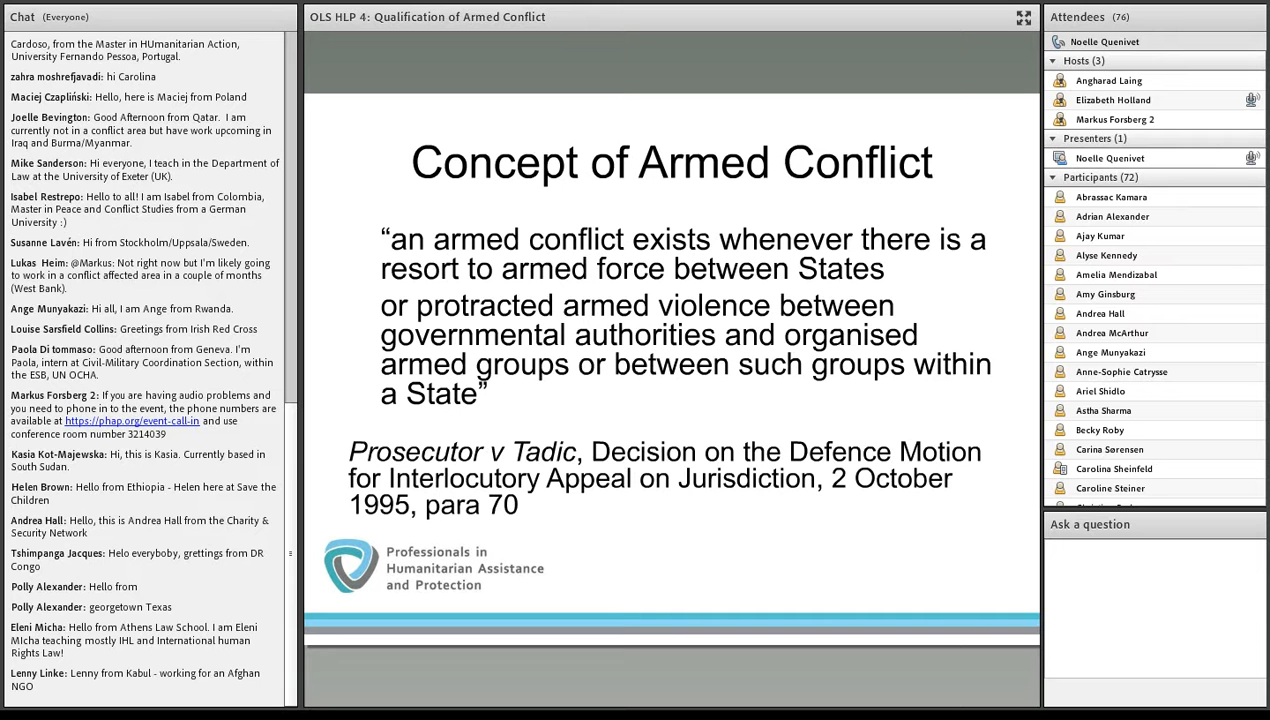 Chat (Everyone)
Cardoso, from the Master in HUmanitarian Action,
University Fernando Pessoa, Portugal.
zahra moshrefjavadi: hi Carolina
Maciej Czapliński: Hello, here is Maciej from Poland
Joelle Bevington: Good Afternoon from Qatar. I am
currently not in a conflict area but have work upcoming in
Iraq and Burma/Myanmar.
Mike Sanderson: Hi everyone, I teach in the Department of
Law at the University of Exeter (UK).
Isabel Restrepo: Hello to all! I am Isabel from Colombia,
Master in Peace and Conflict Studies from a German
University :)
Susanne Lavén: Hi from Stockholm/Uppsala/Sweden.
Lukas Heim: @Markus: Not right now but I'm likely going
to work in a conflict affected area in a couple of months
(West Bank).
Ange Munyakazi: Hi all, I am Ange from Rwanda.
Louise Sarsfield Collins: Greetings from Irish Red Cross
Paola Di tommaso: Good afternoon from Geneva. I'm
Paola, intern at Civil-Military Coordination Section, within
the ESB, UN OCHA.
Markus Forsberg 2: If you are having audio problems and
you need to phone in to the event, the phone numbers are
available at https://phap.org/event-call-in and use
conference room number 3214039
Kasia Kot-Majewska: Hi, this is Kasia. Currently based in
South Sudan.
Helen Brown: Hello from Ethiopia - Helen here at Save the
Children
Andrea Hall: Hello, this is Andrea Hall from the Charity &
Security Network
Tshimpanga Jacques: Helo everyboby, grettings from DR
Congo
Polly Alexander: Hello from
Polly Alexander: georgetown Texas
Eleni Micha: Hello from Athens Law School. I am Eleni
MIcha teaching mostly IHL and International human
Rights Law!
Lenny Linke: Lenny from Kabul - working for an Afghan
NGO
OLS HLP 4: Qualification of Armed Conflict
Concept of Armed Conflict
“an armed conflict exists whenever there is a
resort to armed force between States
or protracted armed violence between
governmental authorities and organised
armed groups or between such groups within
a State”
Prosecutor v Tadic, Decision on the Defence Motion
for Interlocutory Appeal on Jurisdiction, 2 October
1995, para 70
Professionals in
Humanitarian Assistance
and Protection
Attendees (76)
Noelle Quenivet
Hosts (3)
Angharad Laing
Elizabeth Holland
Markus Forsberg 2
Presenters (1)
Noelle Quenivet
Participants (72)
Abrassac Kamara
Adrian Alexander
Ajay Kumar
Alyse Kennedy
Amelia Mendizabal
Amy Ginsburg
Andrea Hall
Andrea McArthur
Ange Munyakazi
Anne-Sophie Catrysse
Ariel Shidlo
Astha Sharma
Becky Roby
Carina Sørensen
Carolina Sheinfeld
Caroline Steiner
Ask a question